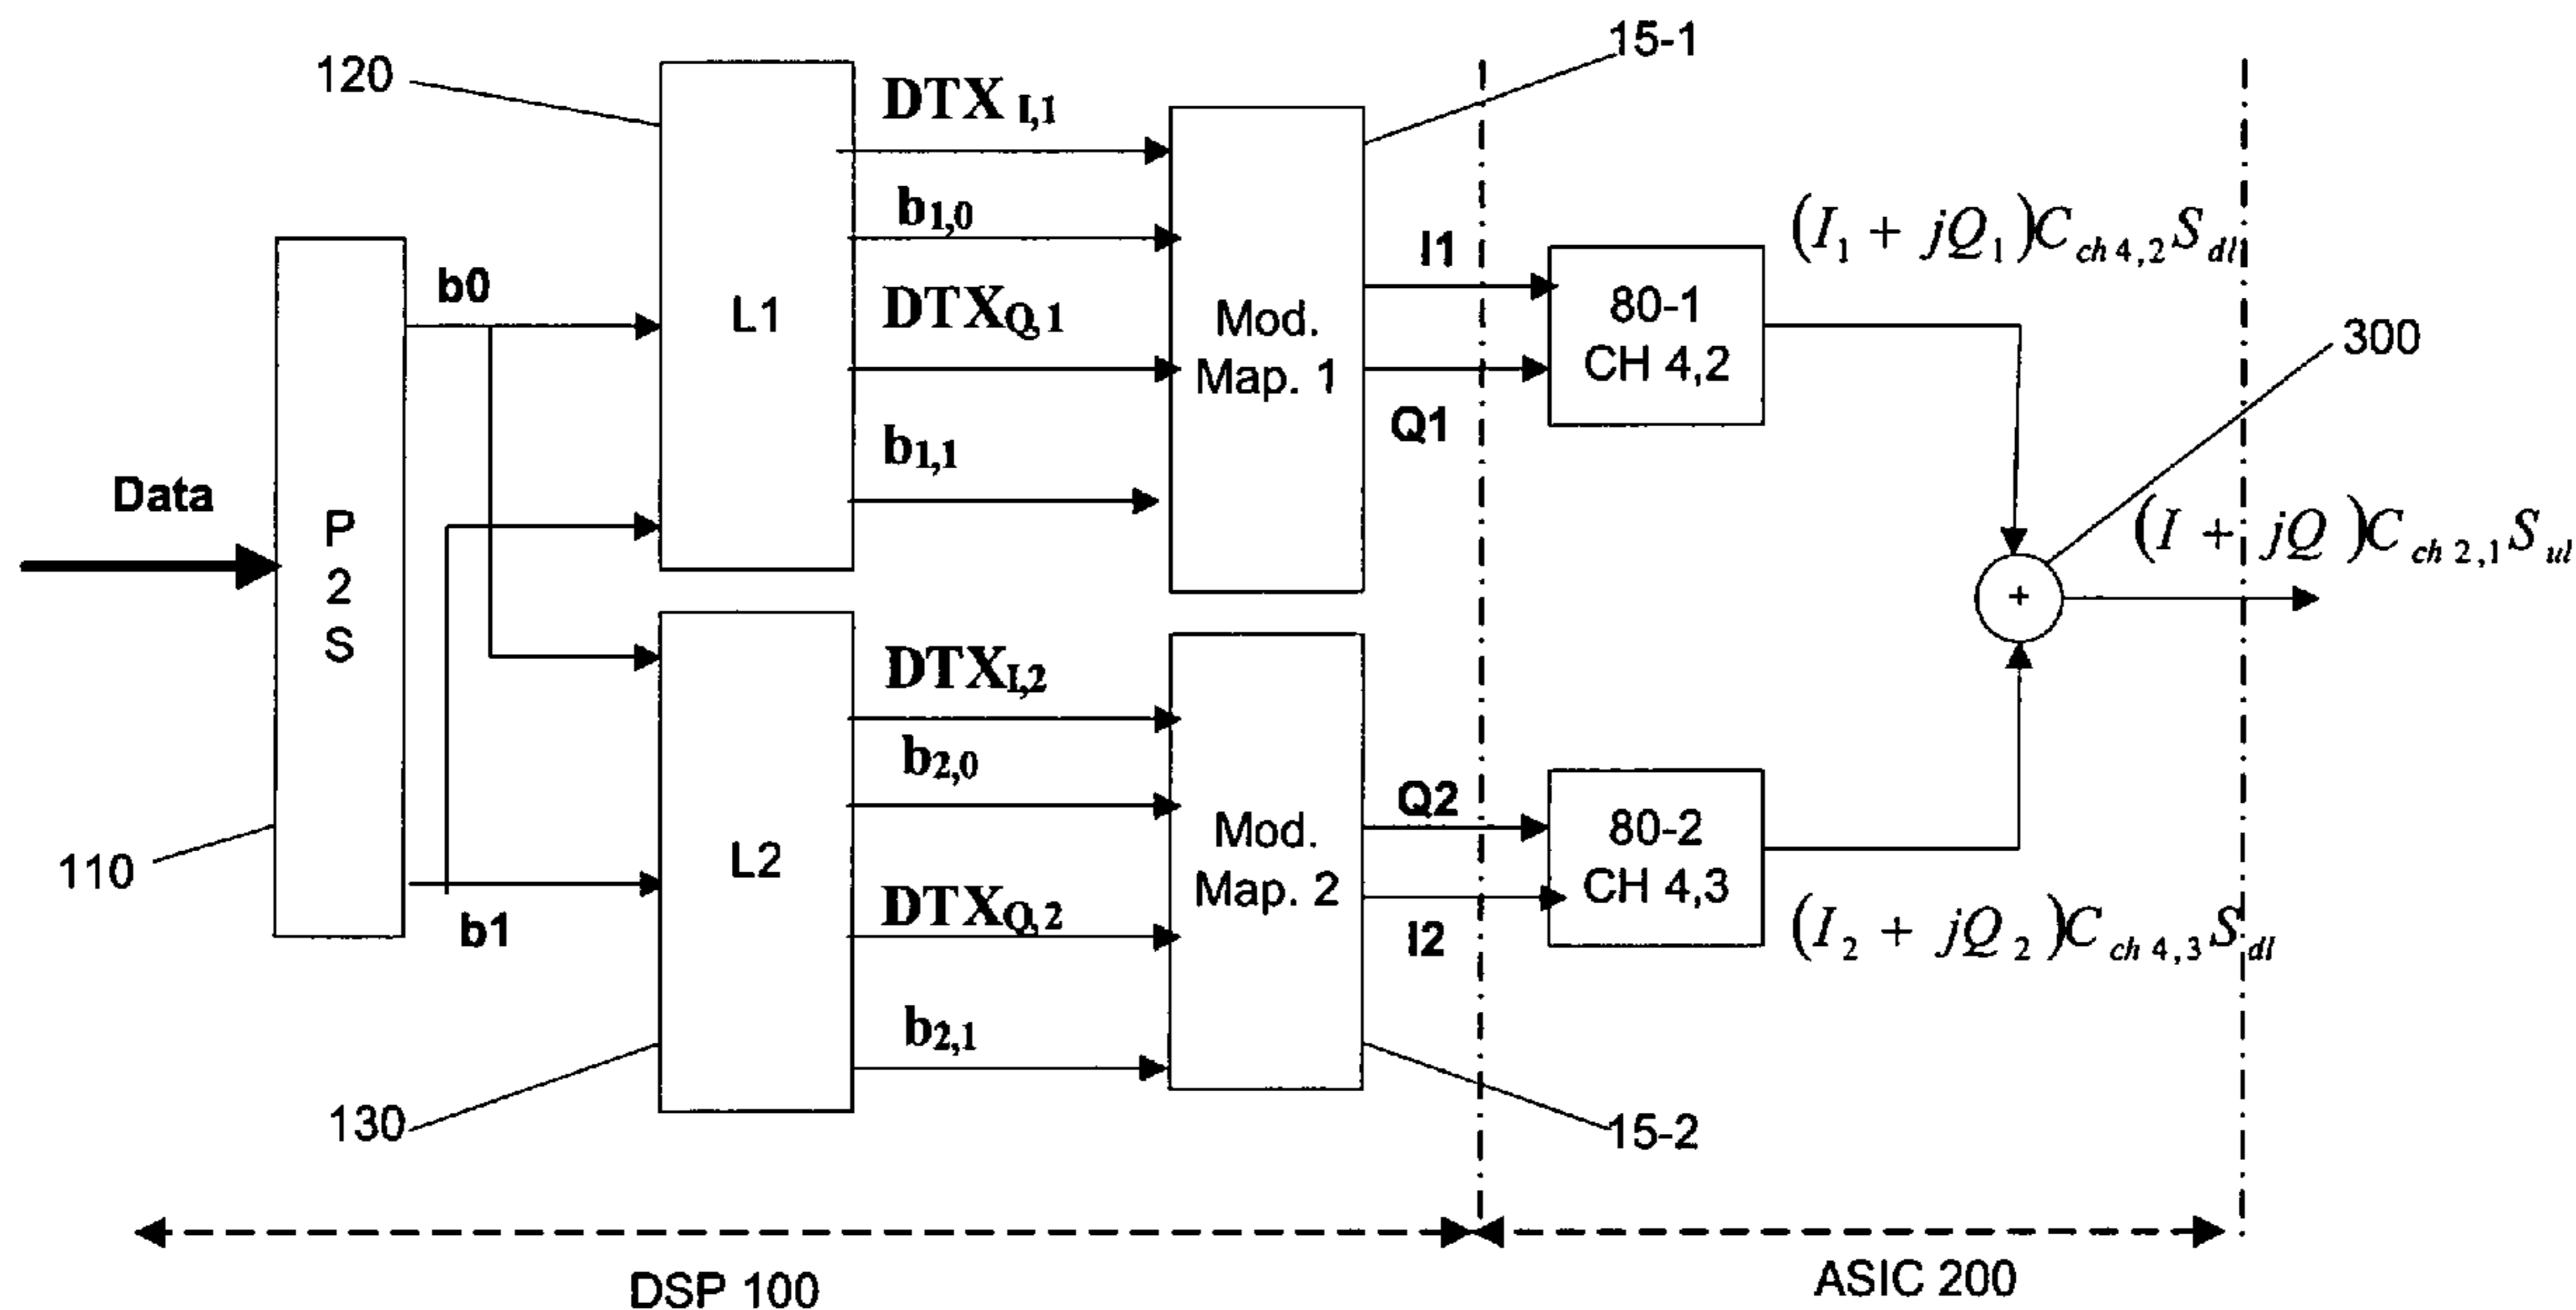 15-1
120
DTX I,1
b1,0
(I1 + jQ1)Cch 4,2 Sdl
b0
I1
80-1
CH 4,2
L1
DTXQ,1
Mod.
Map. 1
300
Q1
b1,1
Data
P
2
S
(I + jQ )Cch 2,1 Sul
+
DTXI,2
b2,0
Q2
80-2
CH 4,3
L2
Mod.
Map. 2
110
b1
DTXQ,2
I2
(I2 + jQ2)Cch 4,3 Sdl
b2,1
130
15-2
DSP 100
ASIC 200